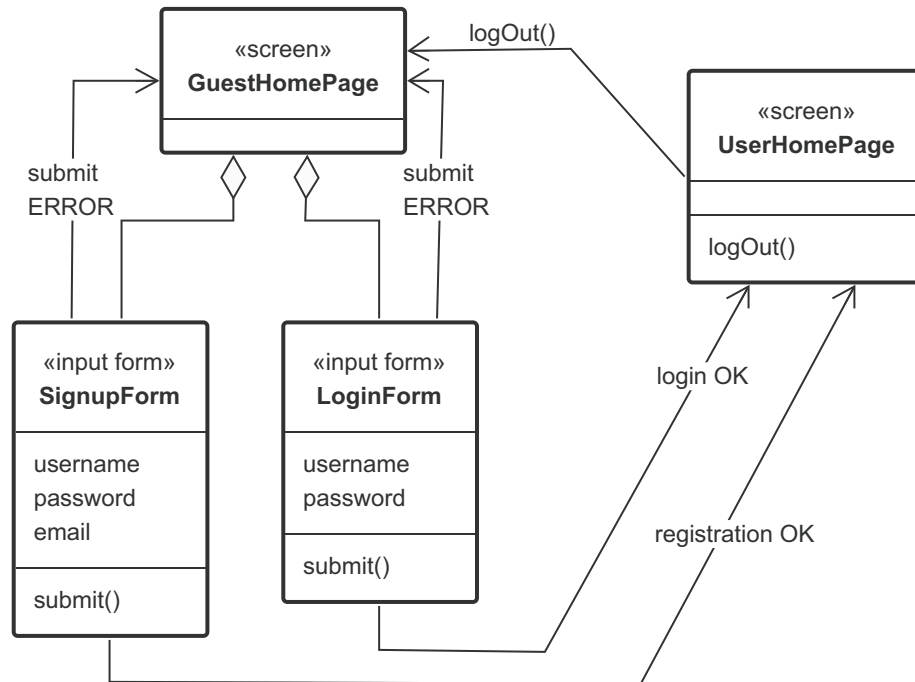 «screen»
GuestHomePage
logOut()
«screen»
UserHomePage
logOut()
submit
ERROR
submit
ERROR
«input form»
SignupForm
username
password
email
submit()
«input form»
LoginForm
username
password
submit()
login OK
registration OK